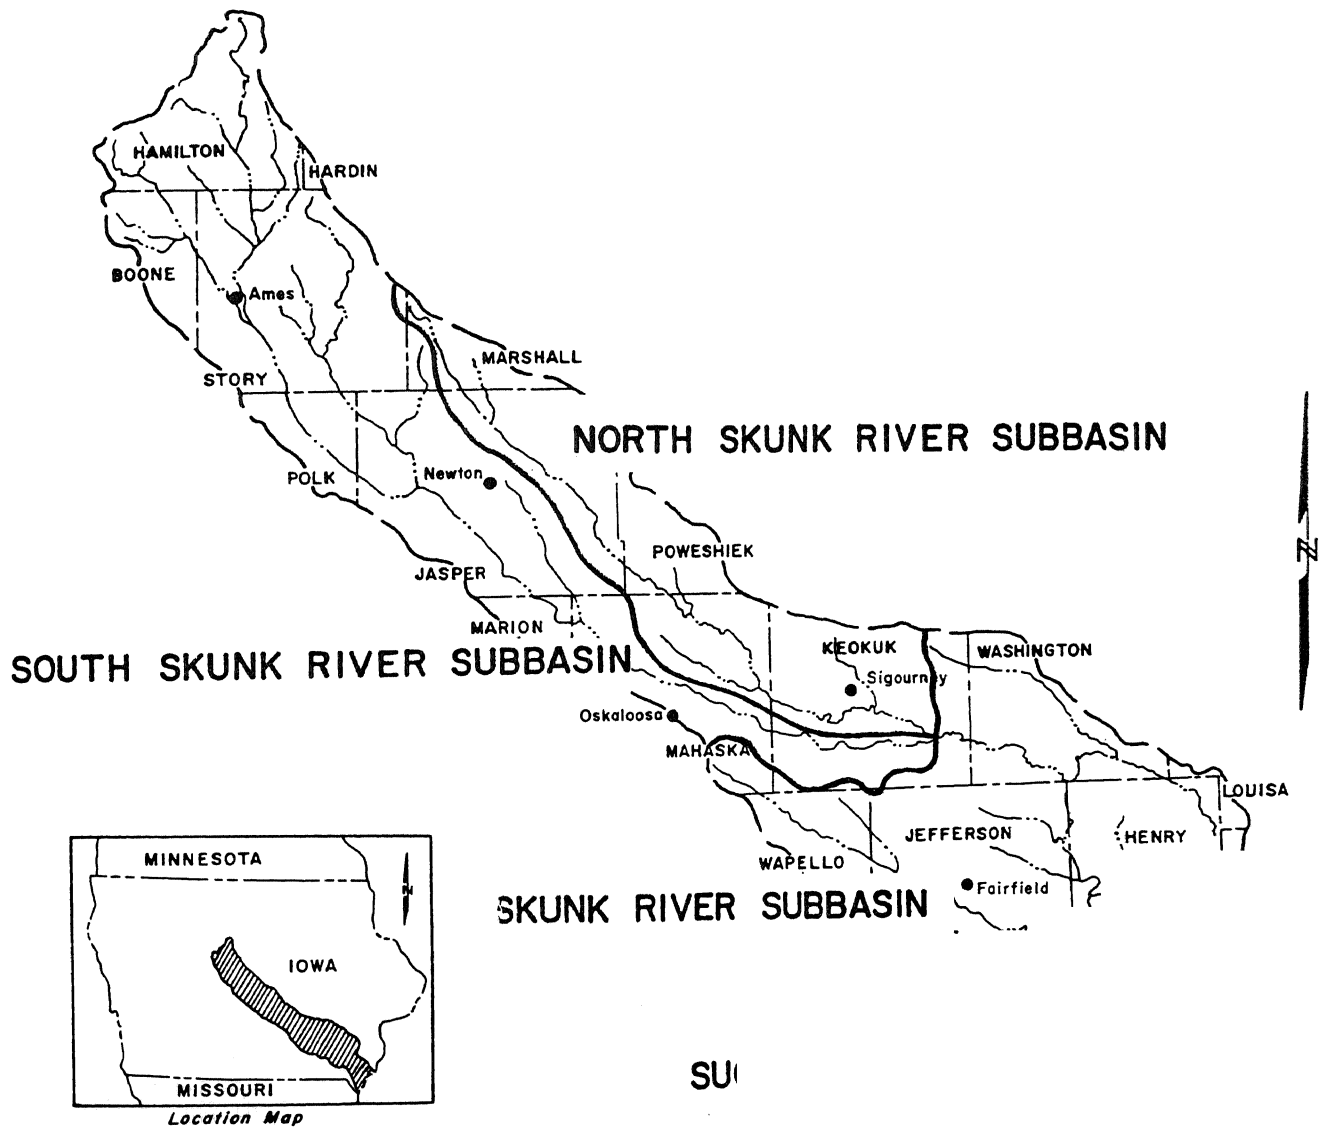 HAMILTON
HARDIN
BOONE
Ames
STORY
MARSHALL
NORTH SKUNK RIVER SUBBASIN
POLK
Newton
N
POWESHIEK
JASPER
MARION
KEOKUK
WASHINGTON
SOUTH SKUNK RIVER SUBBASIN
Sigourney
Oskaloosa
MAHASKA
LOUISA
JEFFERSON
HENRY
WAPELLO
Fairfield
SKUNK RIVER SUBBASIN
MINNESOTA
N
IOWA
MISSOURI
Location Map
SU